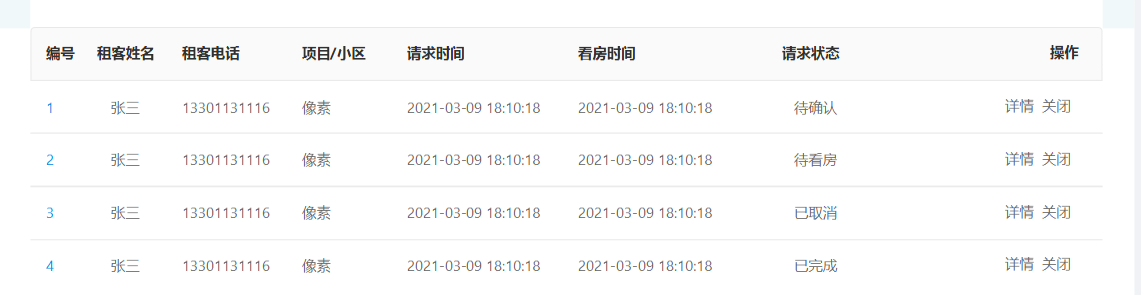 编号 租客姓名 租客电话 项目/小区 请求时间 看房时间 请求状态 操作
1 张三 13301131116 像素 2021-03-09 18:10:18 2021-03-09 18:10:18 待确认 详情 关闭
2 张三 13301131116 像素 2021-03-09 18:10:18 2021-03-09 18:10:18 待看房 详情 关闭
3 张三 13301131116 像素 2021-03-09 18:10:18 2021-03-09 18:10:18 已取消 详情 关闭
4 张三 13301131116 像素 2021-03-09 18:10:18 2021-03-09 18:10:18 已完成 详情 关闭